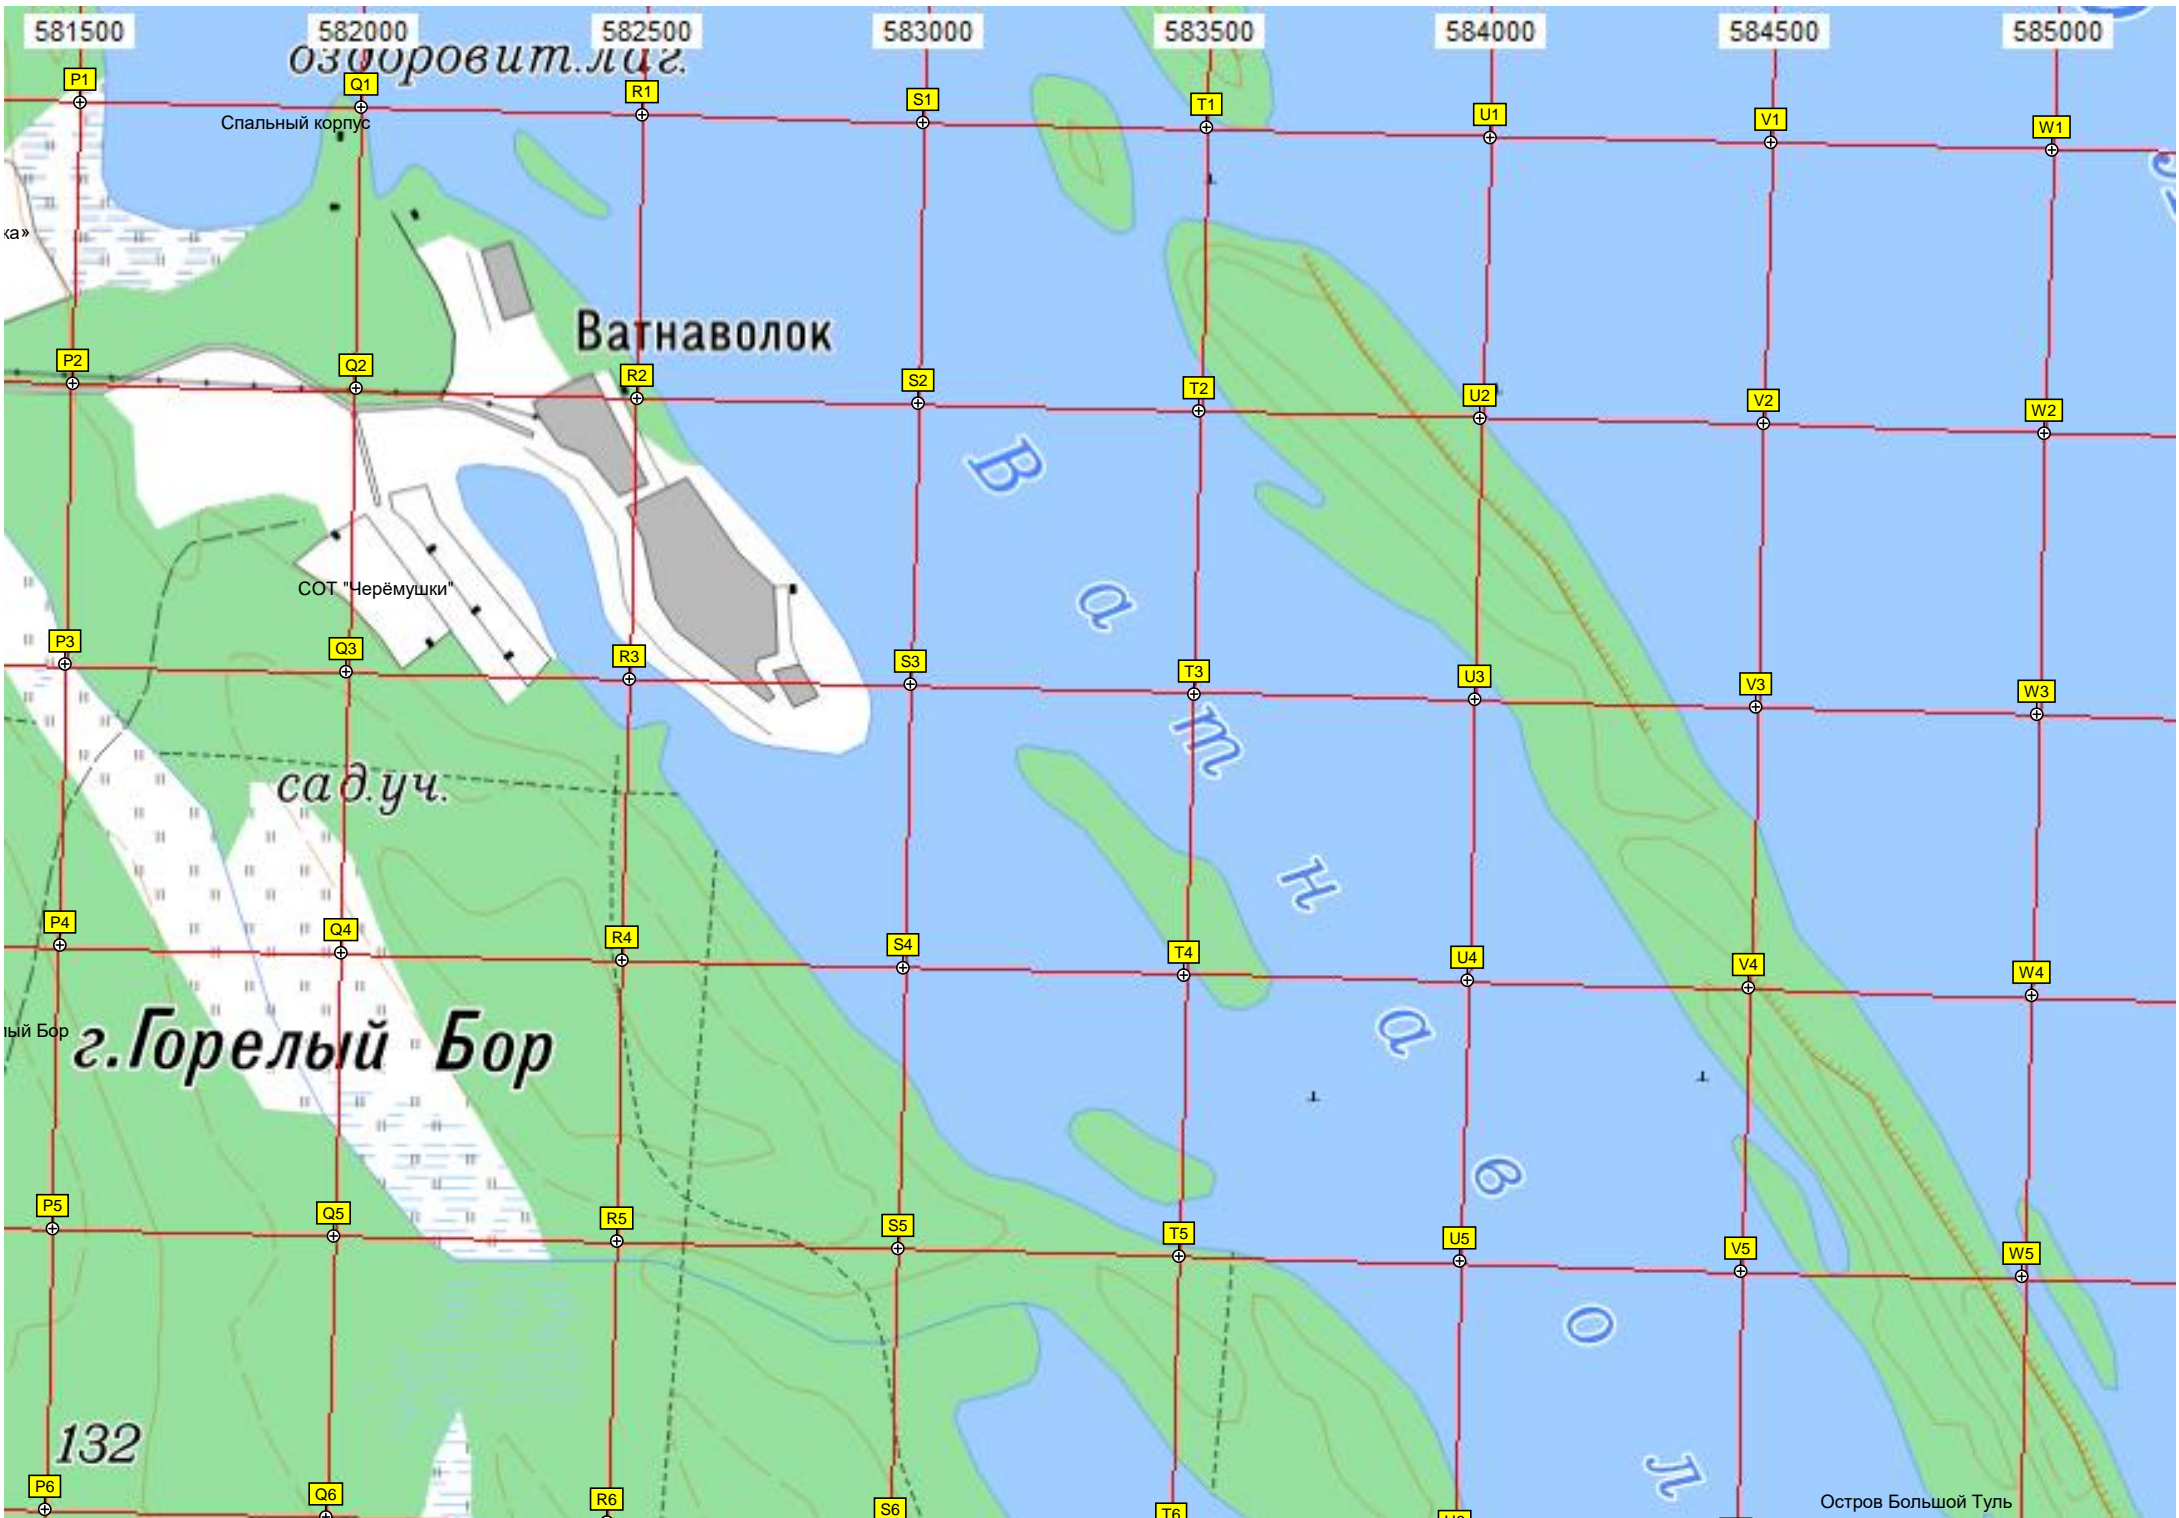 581500 582000 582500 583000 583500 584000 584500 585000
оздоровит.лаг.
P1 Q1 R1 S1 T1 U1 V1 W1
Спальный корпус
ка»
Ватнаволок
P2 Q2 R2 S2 T2 U2 V2 W2
СОТ "Черёмушки"
P3 Q3 R3 S3 T3 U3 V3 W3
сад.уч.
P4 Q4 R4 S4 T4 U4 V4 W4
лый Бор
г.Горелый Бор
P5 Q5 R5 S5 T5 U5 V5 W5
В а т н а в о л
132
P6 Q6 R6 S6 T6
Остров Большой Туль